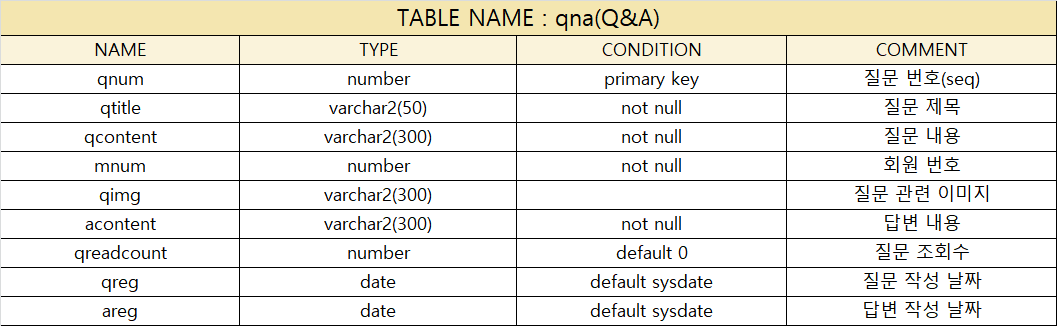 TABLE NAME : qna(Q&A)
NAME TYPE CONDITION COMMENT
qnum number primary key 질문 번호(seq)
qtitle varchar2(50) not null 질문 제목
qcontent varchar2(300) not null 질문 내용
mnum number not null 회원 번호
qimg varchar2(300) 질문 관련 이미지
acontent varchar2(300) not null 답변 내용
qreadcount number default 0 질문 조회수
qreg date default sysdate 질문 작성 날짜
areg date default sysdate 답변 작성 날짜